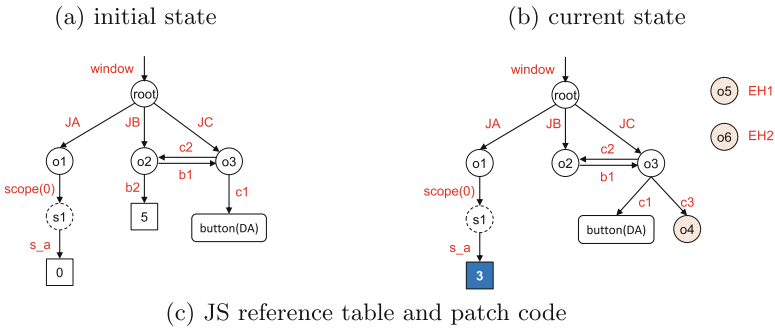 (a) initial state
(b) current state
window
window
root
root
o5 EH1
JA JB JC
JA JB JC
o6 EH2
c2
c2
o1 o2 o3
o1 o2 o3
b1
b1
scope(0) b2 c1
scope(0) c1 c3
s1 5 button(DA)
s1 button(DA) o4
s_a
s_a
0
3
(c) JS reference table and patch code